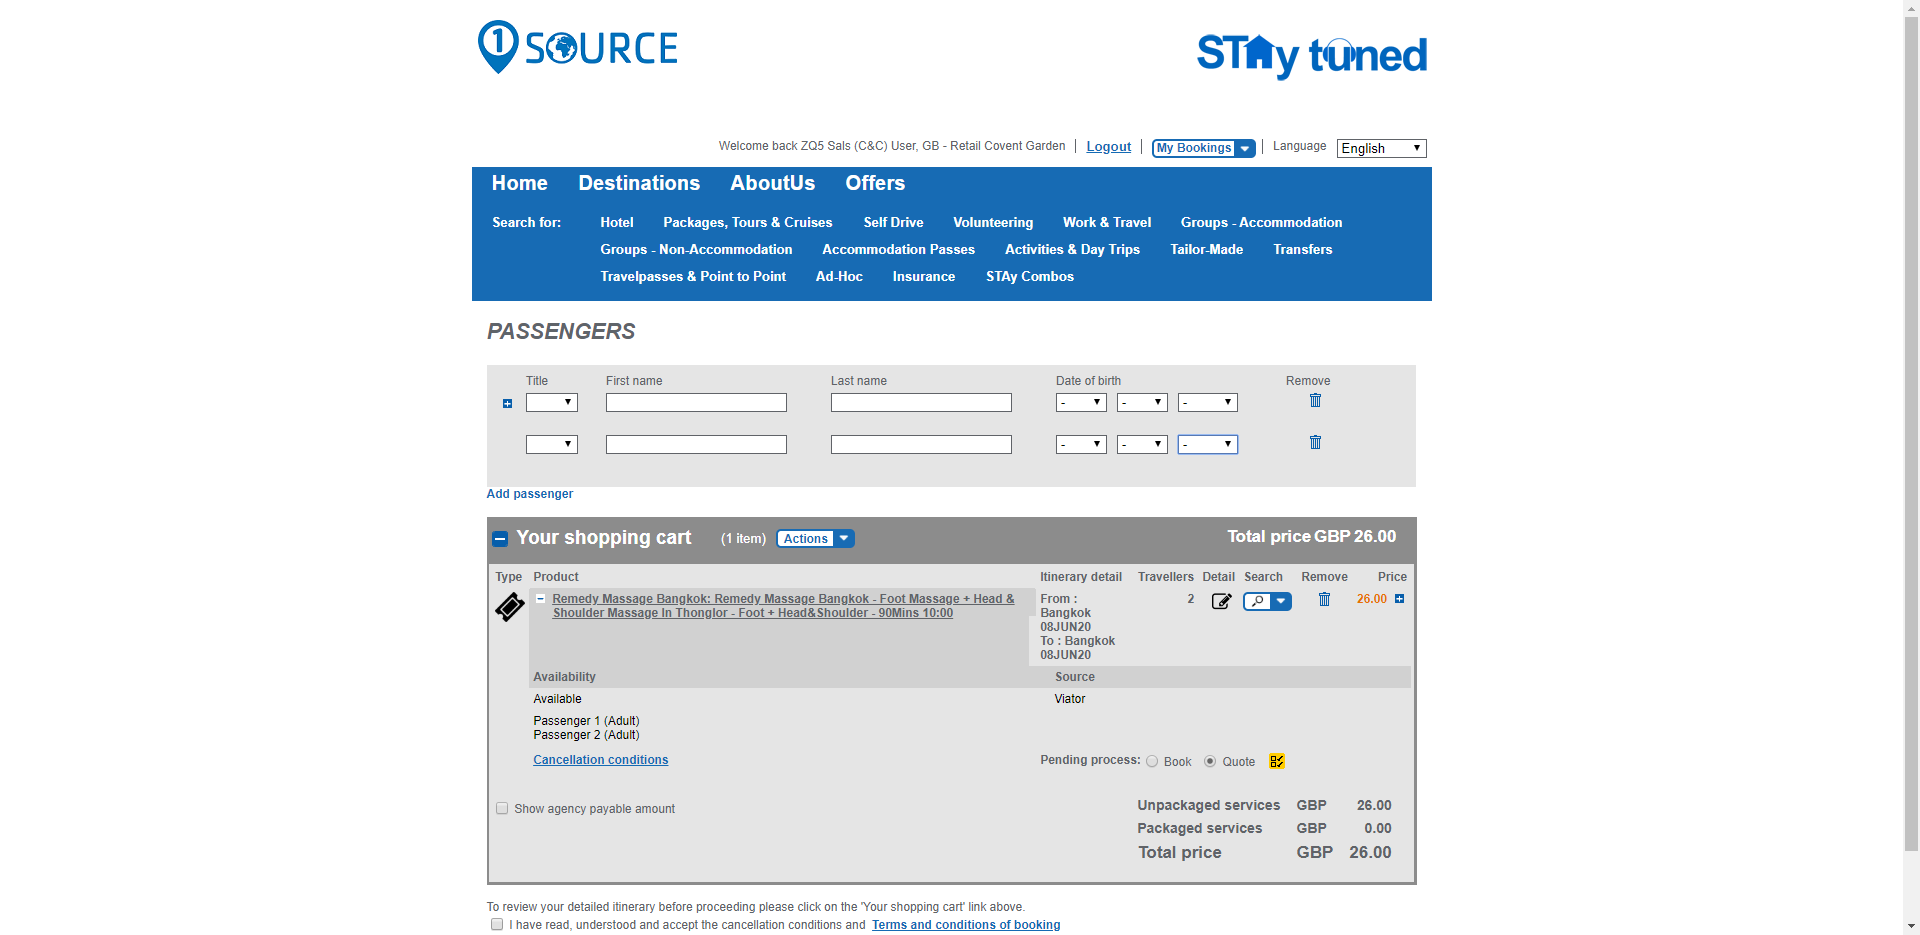 1 SOURCE
STAy tuned
Welcome back ZQ5 Sals (C&C) User, GB - Retail Covent Garden | Logout | My Bookings | Language English
Home Destinations AboutUs Offers
Search for: Hotel Packages, Tours & Cruises Self Drive Volunteering Work & Travel Groups - Accommodation
Groups - Non-Accommodation Accommodation Passes Activities & Day Trips Tailor-Made Transfers
Travelpasses & Point to Point Ad-Hoc Insurance STAy Combos
PASSENGERS
Title First name Last name Date of birth Remove
- - -
- - -
Add passenger
Your shopping cart (1 item) Actions Total price GBP 26.00
Type Product Itinerary detail Travellers Detail Search Remove Price
Remedy Massage Bangkok: Remedy Massage Bangkok - Foot Massage + Head & From : 2 26.00
Shoulder Massage In Thonglor - Foot + Head&Shoulder - 90Mins 10:00 Bangkok
08JUN20
To : Bangkok
08JUN20
Availability Source
Available Viator
Passenger 1 (Adult)
Passenger 2 (Adult)
Cancellation conditions Pending process: Book Quote
Show agency payable amount Unpackaged services GBP 26.00
Packaged services GBP 0.00
Total price GBP 26.00
To review your detailed itinerary before proceeding please click on the 'Your shopping cart' link above.
I have read, understood and accept the cancellation conditions and Terms and conditions of booking